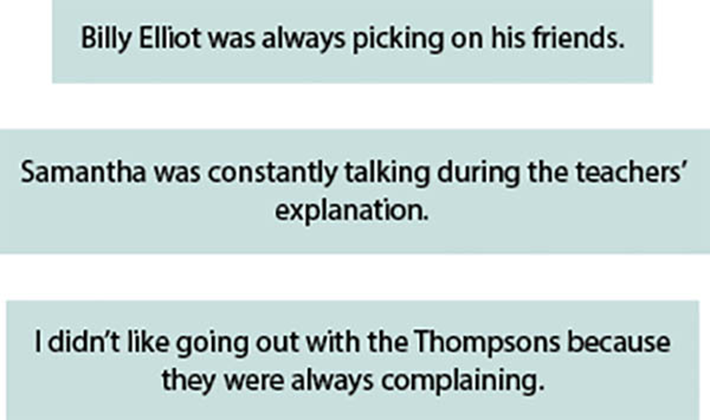 Billy Elliot was always picking on his friends.
Samantha was constantly talking during the teachers’
explanation.
I didn’t like going out with the Thompsons because
they were always complaining.